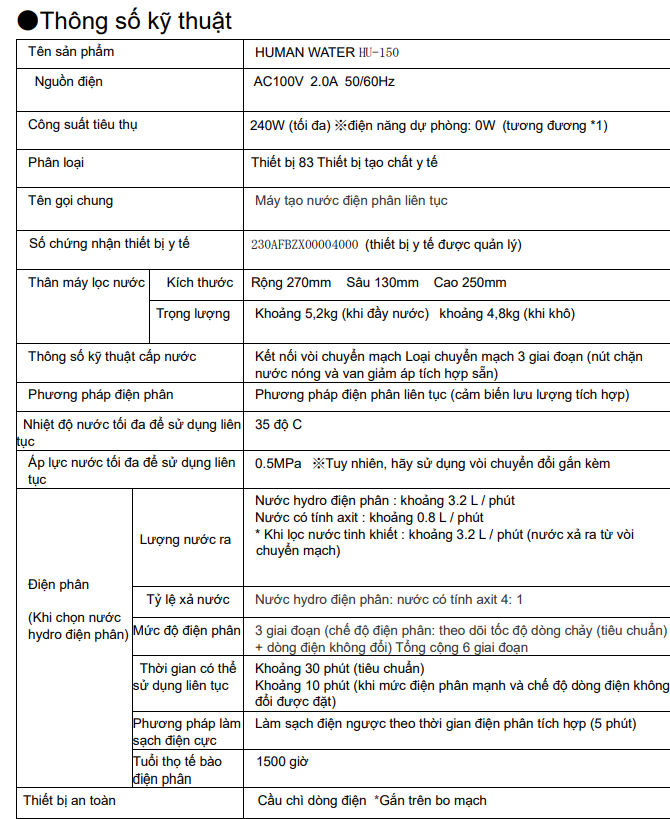 ●Thông số kỹ thuật
Tên sản phẩm HUMAN WATER HU-150
Nguồn điện AC100V 2.0A 50/60Hz
Công suất tiêu thụ 240W (tối đa) ※điện năng dự phòng: 0W (tương đương *1)
Phân loại Thiết bị 83 Thiết bị tạo chất y tế
Tên gọi chung Máy tạo nước điện phân liên tục
Số chứng nhận thiết bị y tế 230AFBZX00004000 (thiết bị y tế được quản lý)
Thân máy lọc nước Kích thước Rộng 270mm Sâu 130mm Cao 250mm
Trọng lượng Khoảng 5,2kg (khi đầy nước) khoảng 4,8kg (khi khô)
Thông số kỹ thuật cấp nước Kết nối vòi chuyển mạch Loại chuyển mạch 3 giai đoạn (nút chặn
nước nóng và van giảm áp tích hợp sẵn)
Phương pháp điện phân Phương pháp điện phân liên tục (cảm biến lưu lượng tích hợp)
Nhiệt độ nước tối đa để sử dụng liên
tục
35 độ C
Áp lực nước tối đa để sử dụng liên
tục
0.5MPa ※Tuy nhiên, hãy sử dụng vòi chuyển đổi gắn kèm
Điện phân
(Khi chọn nước
hydro điện phân)
Lượng nước ra
Nước hydro điện phân : khoảng 3.2 L / phút
Nước có tính axit : khoảng 0.8 L / phút
* Khi lọc nước tinh khiết : khoảng 3.2 L / phút (nước xả ra từ vòi
chuyển mạch)
Tỷ lệ xả nước Nước hydro điện phân: nước có tính axit 4: 1
Mức độ điện phân 3 giai đoạn (chế độ điện phân: theo dõi tốc độ dòng chảy (tiêu chuẩn)
+ dòng điện không đổi) Tổng cộng 6 giai đoạn
Thời gian có thể
sử dụng liên tục
Khoảng 30 phút (tiêu chuẩn)
Khoảng 10 phút (khi mức điện phân mạnh và chế độ dòng điện không
đổi được đặt)
Phương pháp làm
sạch điện cực
Làm sạch điện ngược theo thời gian điện phân tích hợp (5 phút)
Tuổi thọ tế bào
điện phân
1500 giờ
Thiết bị an toàn Cầu chì dòng điện *Gắn trên bo mạch